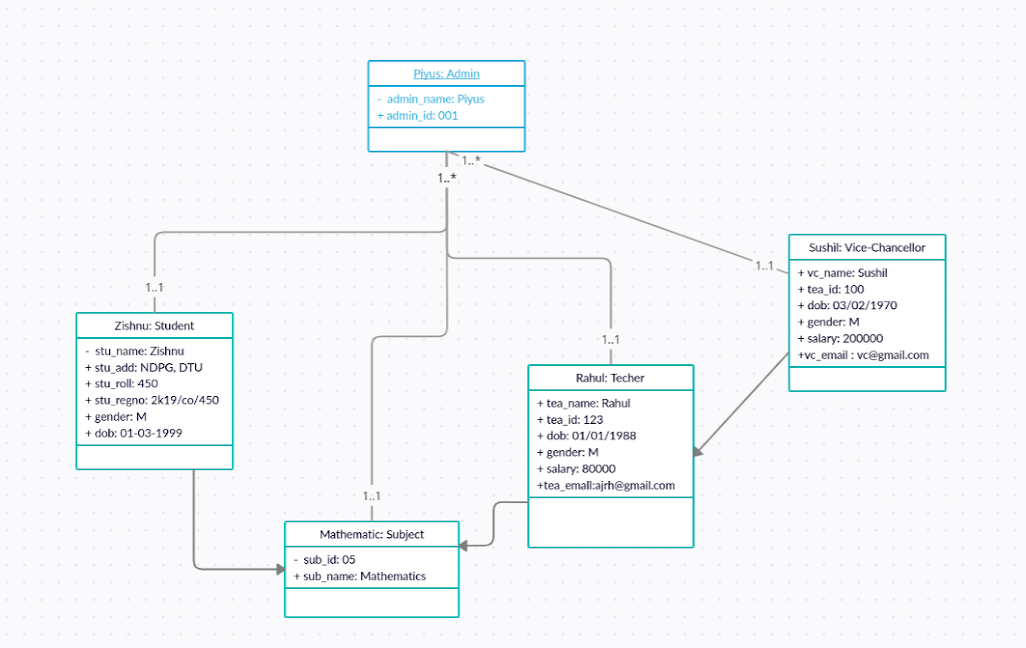 Piyus: Admin
- admin_name: Piyus
+ admin_id: 001
1..*
1..*
1..1
Sushil: Vice-Chancellor
+ vc_name: Sushil
+ tea_id: 100
+ dob: 03/02/1970
+ gender: M
+ salary: 200000
+vc_email : vc@gmail.com
1..1
Zishnu: Student
- stu_name: Zishnu
+ stu_add: NDPG, DTU
+ stu_roll: 450
+ stu_regno: 2k19/co/450
+ gender: M
+ dob: 01-03-1999
1..1
Rahul: Techer
+ tea_name: Rahul
+ tea_id: 123
+ dob: 01/01/1988
+ gender: M
+ salary: 80000
+tea_emall:ajrh@gmail.com
1..1
Mathematic: Subject
- sub_id: 05
+ sub_name: Mathematics